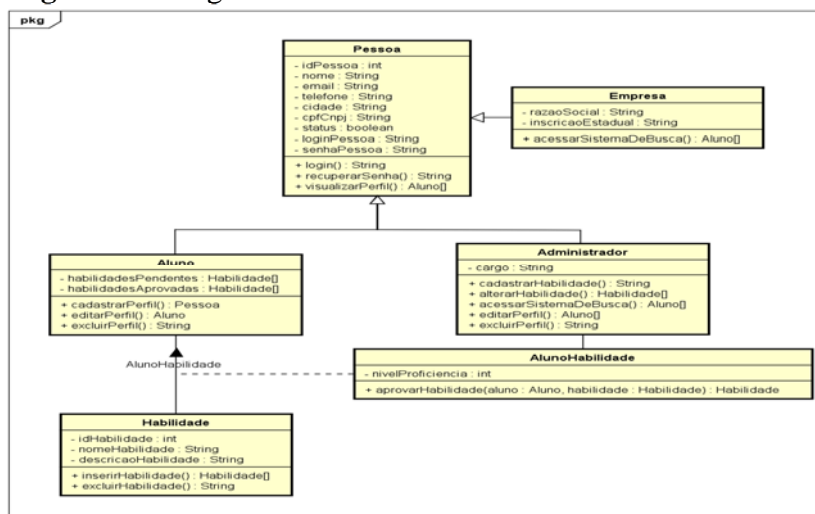 pkg
Pessoa
- idPessoa : int
- nome : String
- email : String
- telefone : String
- cidade : String
- cpfCnpj : String
- status : boolean
- loginPessoa : String
- senhaPessoa : String
+ login() : String
+ recuperarSenha() : String
+ visualizarPerfil() : Aluno[]
Empresa
- razaoSocial : String
- inscricaoEstadual : String
+ acessarSistemaDeBusca() : Aluno[]
Aluno
- habilidadesPendentes : Habilidade[]
- habilidadesAprovadas : Habilidade[]
+ cadastrarPerfil() : Pessoa
+ editarPerfil() : Aluno
+ excluirPerfil() : String
Administrador
- cargo : String
+ cadastrarHabilidade() : String
+ alterarHabilidade() : Habilidade[]
+ acessarSistemaDeBusca() : Aluno[]
+ editarPerfil() : Aluno[]
+ excluirPerfil() : String
AlunoHabilidade
AlunoHabilidade
- nivelProficiencia : int
+ aprovarHabilidade(aluno : Aluno, habilidade : Habilidade) : Habilidade
Habilidade
- idHabilidade : int
- nomeHabilidade : String
- descricaoHabilidade : String
+ inserirHabilidade() : Habilidade[]
+ excluirHabilidade() : String